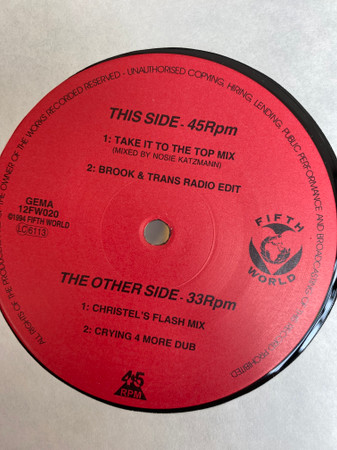 THE OWNER OF THE WORKS RECORDED RESERVED - UNAUTHORISED COPYING, HIRING, LENDING, PUBLIC PERFORMANCE AND BROADCASTING
PROHIBITED
ALL RIGHTS OF THE
THIS SIDE - 45Rpm
1: TAKE IT TO THE TOP MIX
(MIXED BY NOSIE KATZMANN)
2: BROOK & TRANS RADIO EDIT
GEMA
12FW020
©1994 FIFTH WORLD
LC6111
FIFTH
WORLD
THE OTHER SIDE - 33Rpm
1: CHRISTEL'S FLASH MIX
2: CRYING 4 MORE DUB
45
RPM